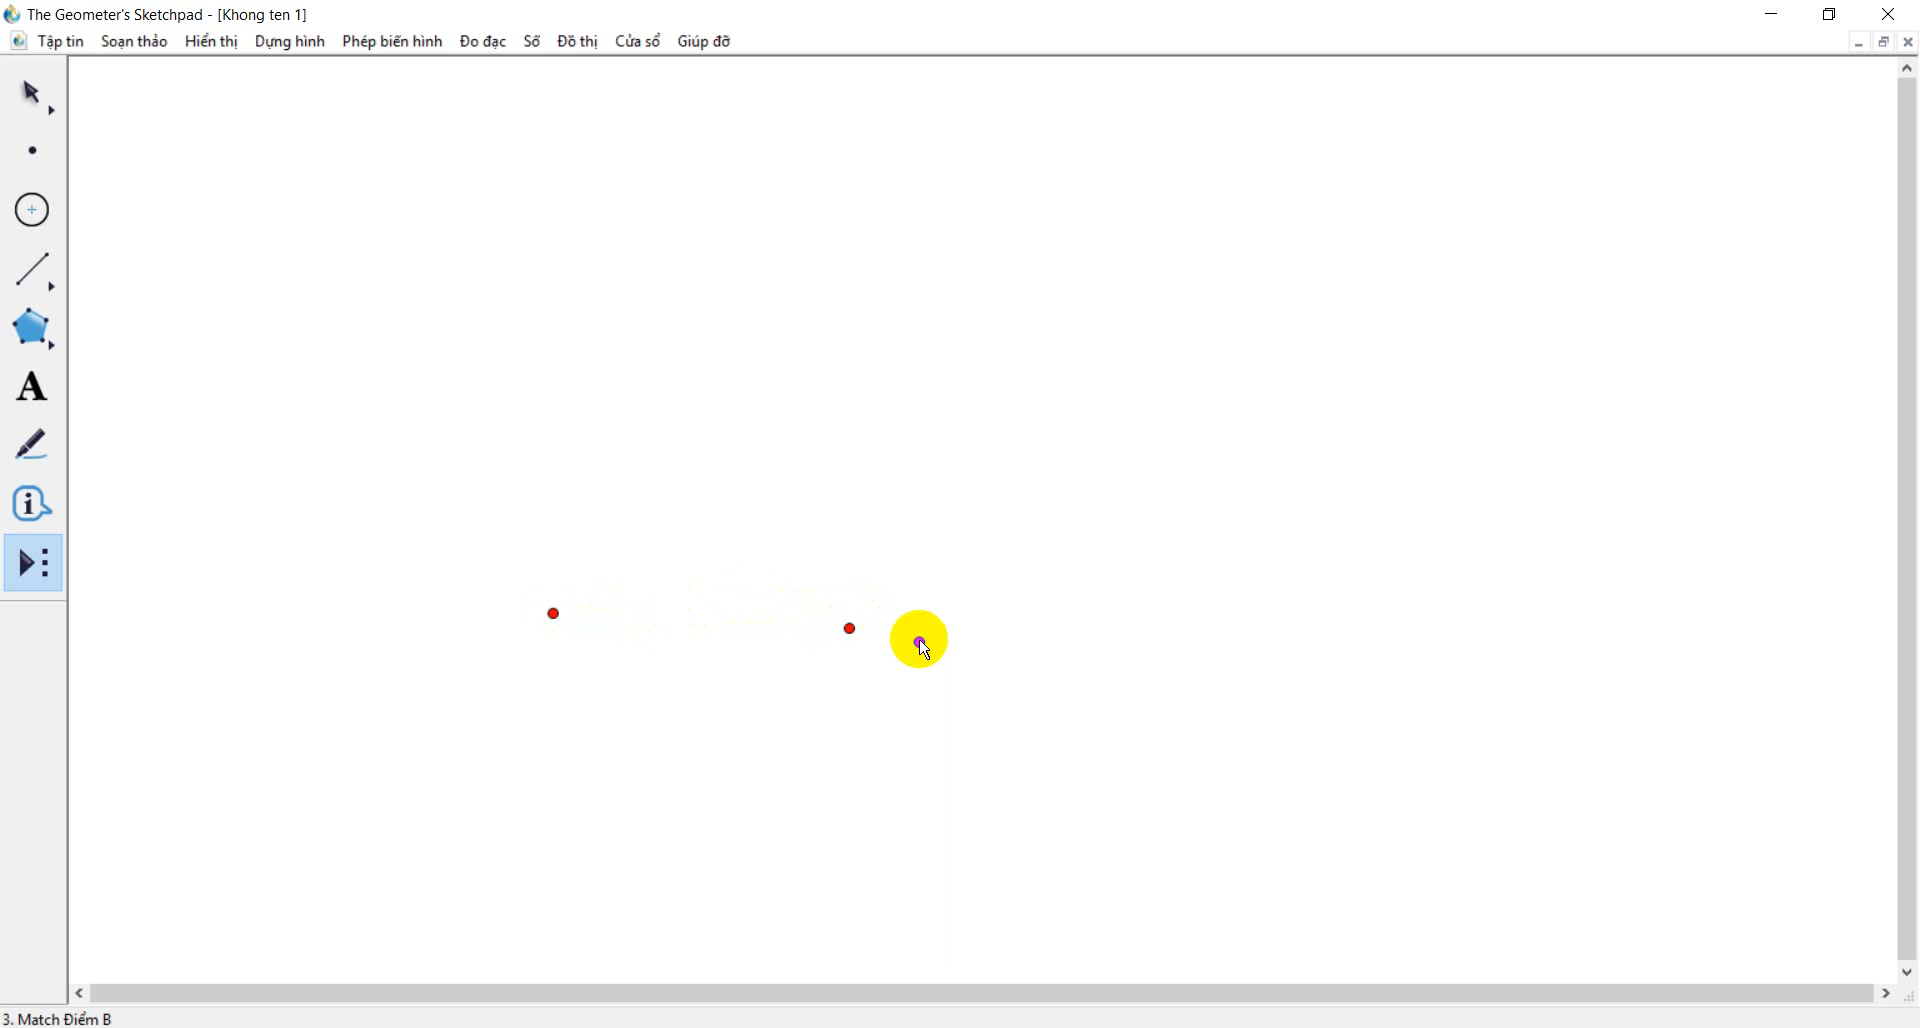 The Geometer's Sketchpad - [Khong ten 1]
Tập tin Soạn thảo Hiển thị Dựng hình Phép biến hình Đo đạc Số Đồ thị Cửa sổ Giúp đỡ
A
i
3. Match Điểm B